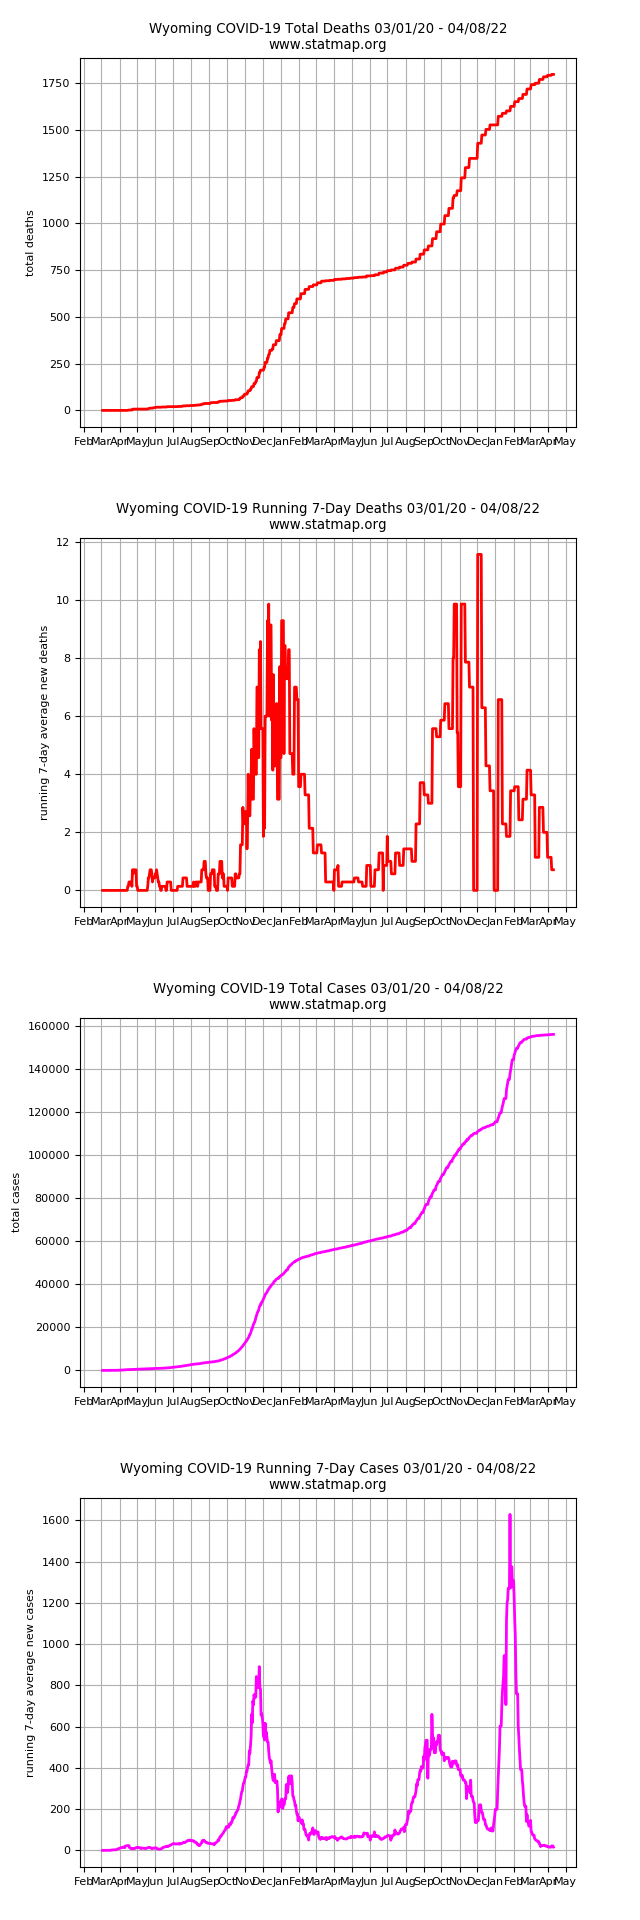 Wyoming COVID-19 Total Deaths 03/01/20 - 04/08/22
www.statmap.org
total deaths
1750
1500
1250
1000
750
500
250
0
Feb Mar Apr May Jun Jul Aug Sep Oct Nov Dec Jan Feb Mar Apr May Jun Jul Aug Sep Oct Nov Dec Jan Feb Mar Apr May
Wyoming COVID-19 Running 7-Day Deaths 03/01/20 - 04/08/22
www.statmap.org
running 7-day average new deaths
12
10
8
6
4
2
0
Feb Mar Apr May Jun Jul Aug Sep Oct Nov Dec Jan Feb Mar Apr May Jun Jul Aug Sep Oct Nov Dec Jan Feb Mar Apr May
Wyoming COVID-19 Total Cases 03/01/20 - 04/08/22
www.statmap.org
total cases
160000
140000
120000
100000
80000
60000
40000
20000
0
Feb Mar Apr May Jun Jul Aug Sep Oct Nov Dec Jan Feb Mar Apr May Jun Jul Aug Sep Oct Nov Dec Jan Feb Mar Apr May
Wyoming COVID-19 Running 7-Day Cases 03/01/20 - 04/08/22
www.statmap.org
running 7-day average new cases
1600
1400
1200
1000
800
600
400
200
0
Feb Mar Apr May Jun Jul Aug Sep Oct Nov Dec Jan Feb Mar Apr May Jun Jul Aug Sep Oct Nov Dec Jan Feb Mar Apr May